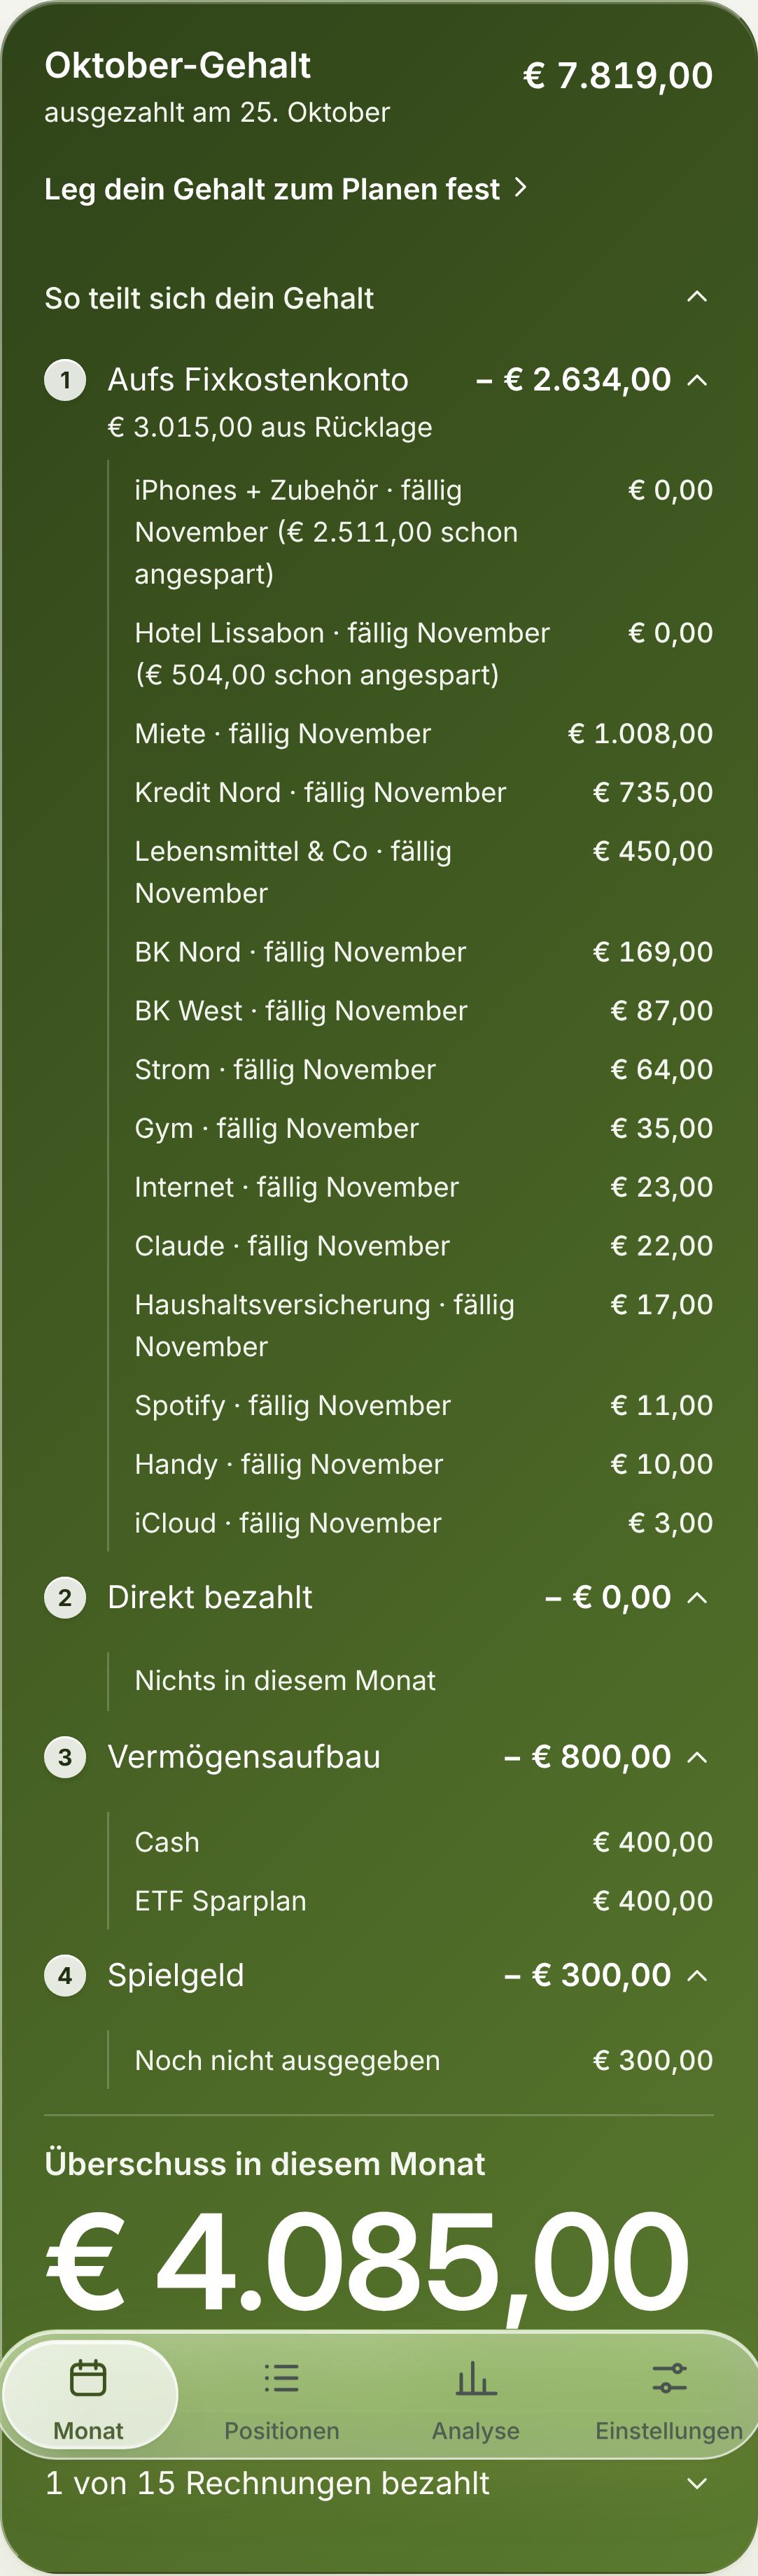 Oktober-Gehalt
€ 7.819,00
ausgezahlt am 25. Oktober
Leg dein Gehalt zum Planen fest
So teilt sich dein Gehalt
1 Aufs Fixkostenkonto – € 2.634,00
€ 3.015,00 aus Rücklage
iPhones + Zubehör · fällig € 0,00
November (€ 2.511,00 schon
angespart)
Hotel Lissabon · fällig November € 0,00
(€ 504,00 schon angespart)
Miete · fällig November € 1.008,00
Kredit Nord · fällig November € 735,00
Lebensmittel & Co · fällig € 450,00
November
BK Nord · fällig November € 169,00
BK West · fällig November € 87,00
Strom · fällig November € 64,00
Gym · fällig November € 35,00
Internet · fällig November € 23,00
Claude · fällig November € 22,00
Haushaltsversicherung · fällig € 17,00
November
Spotify · fällig November € 11,00
Handy · fällig November € 10,00
iCloud · fällig November € 3,00
2 Direkt bezahlt – € 0,00
Nichts in diesem Monat
3 Vermögensaufbau – € 800,00
Cash € 400,00
ETF Sparplan € 400,00
4 Spielgeld – € 300,00
Noch nicht ausgegeben € 300,00
Überschuss in diesem Monat
€ 4.085,00
Monat Positionen Analyse Einstellungen
1 von 15 Rechnungen bezahlt